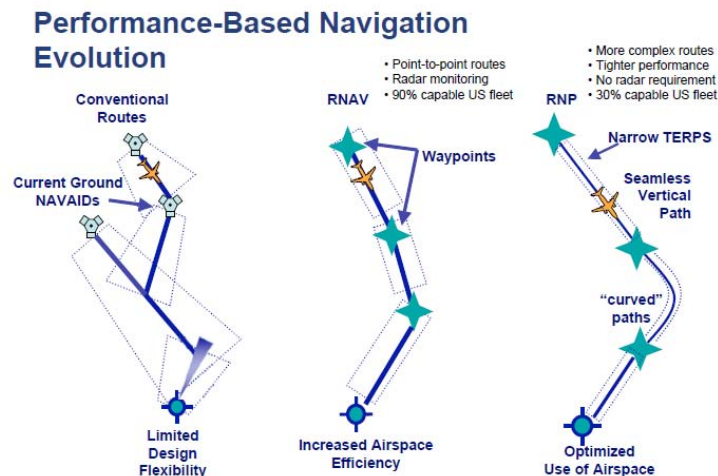 Performance-Based Navigation
Evolution
Conventional
Routes
Current Ground
NAVAIDs
Limited
Design
Flexibility
• Point-to-point routes
• Radar monitoring
• 90% capable US fleet
RNAV
Waypoints
Increased Airspace
Efficiency
• More complex routes
• Tighter performance
• No radar requirement
• 30% capable US fleet
RNP
Narrow TERPS
Seamless
Vertical
Path
“curved”
paths
Optimized
Use of Airspace